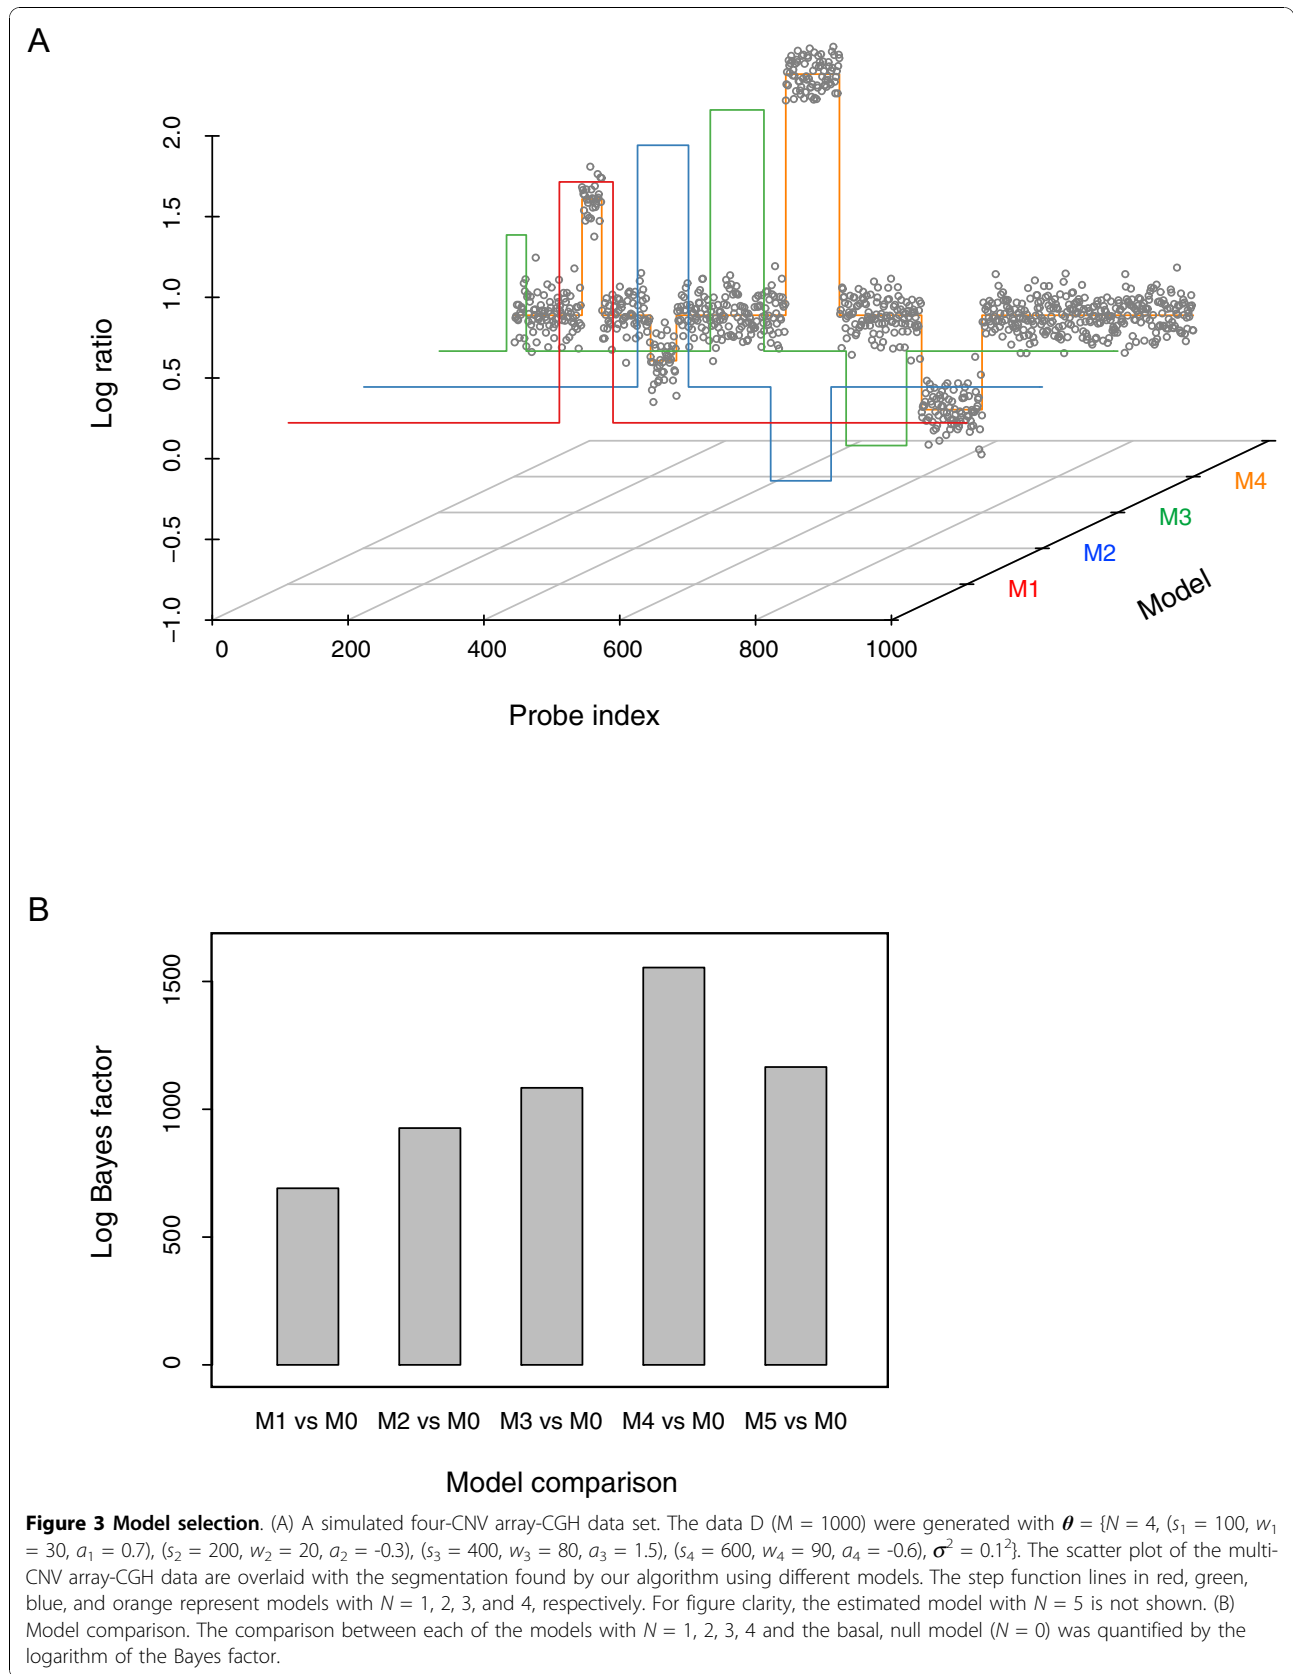 A
Log ratio
2.0
1.5
1.0
0.5
0.0
−0.5
−1.0
0 200 400 600 800 1000
Probe index
M4
M3
M2
M1
Model
B
Log Bayes factor
1500
1000
500
0
M1 vs M0 M2 vs M0 M3 vs M0 M4 vs M0 M5 vs M0
Model comparison
Figure 3 Model selection. (A) A simulated four-CNV array-CGH data set. The data D (M = 1000) were generated with θ = {N = 4, (s₁ = 100, w₁
= 30, a₁ = 0.7), (s₂ = 200, w₂ = 20, a₂ = -0.3), (s₃ = 400, w₃ = 80, a₃ = 1.5), (s₄ = 600, w₄ = 90, a₄ = -0.6), σ² = 0.1²}. The scatter plot of the multi-
CNV array-CGH data are overlaid with the segmentation found by our algorithm using different models. The step function lines in red, green,
blue, and orange represent models with N = 1, 2, 3, and 4, respectively. For figure clarity, the estimated model with N = 5 is not shown. (B)
Model comparison. The comparison between each of the models with N = 1, 2, 3, 4 and the basal, null model (N = 0) was quantified by the
logarithm of the Bayes factor.